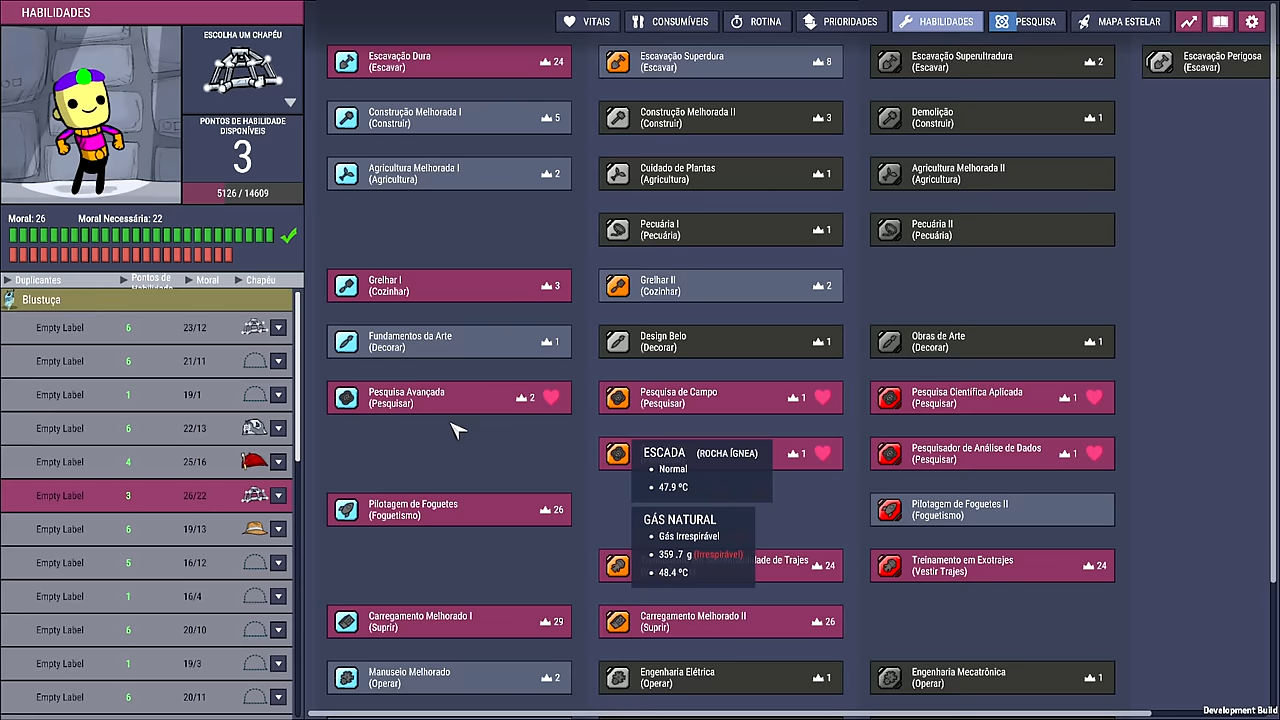 HABILIDADES
VITAIS
CONSUMÍVEIS
ROTINA
PRIORIDADES
HABILIDADES
PESQUISA
MAPA ESTELAR
ESCOLHA UM CHAPÉU
PONTOS DE HABILIDADE DISPONÍVEIS
3
5126 / 14609
Moral: 26
Moral Necessária: 22
Duplicantes
Pontos de Habilidade
Moral
Chapéu
Blustuça
Empty Label 6 23/12
Empty Label 6 21/11
Empty Label 1 19/1
Empty Label 6 22/13
Empty Label 4 25/16
Empty Label 3 26/22
Empty Label 6 19/13
Empty Label 5 16/12
Empty Label 1 16/4
Empty Label 6 20/10
Empty Label 1 19/3
Empty Label 6 20/11
Escavação Dura
(Escavar)
24
Escavação Superdura
(Escavar)
8
Escavação Superultradura
(Escavar)
2
Escavação Perigosa
(Escavar)
Construção Melhorada I
(Construir)
5
Construção Melhorada II
(Construir)
3
Demolição
(Construir)
1
Agricultura Melhorada I
(Agricultura)
2
Cuidado de Plantas
(Agricultura)
1
Agricultura Melhorada II
(Agricultura)
Pecuária I
(Pecuária)
1
Pecuária II
(Pecuária)
Grelhar I
(Cozinhar)
3
Grelhar II
(Cozinhar)
2
Fundamentos da Arte
(Decorar)
1
Design Belo
(Decorar)
1
Obras de Arte
(Decorar)
1
Pesquisa Avançada
(Pesquisar)
2
Pesquisa de Campo
(Pesquisar)
1
Pesquisa Científica Aplicada
(Pesquisar)
1
1
Pesquisador de Análise de Dados
(Pesquisar)
1
ESCADA (ROCHA ÍGNEA)
• Normal
• 47.9 ºC
GÁS NATURAL
• Gás Irrespirável
• 359 .7 g (Irrespirável)
• 48.4 ºC
Pilotagem de Foguetes
(Foguetismo)
26
Pilotagem de Foguetes II
(Foguetismo)
idade de Trajes
24
Treinamento em Exotrajes
(Vestir Trajes)
24
Carregamento Melhorado I
(Suprir)
29
Carregamento Melhorado II
(Suprir)
26
Manuseio Melhorado
(Operar)
2
Engenharia Elétrica
(Operar)
1
Engenharia Mecatrônica
(Operar)
1
Development Build